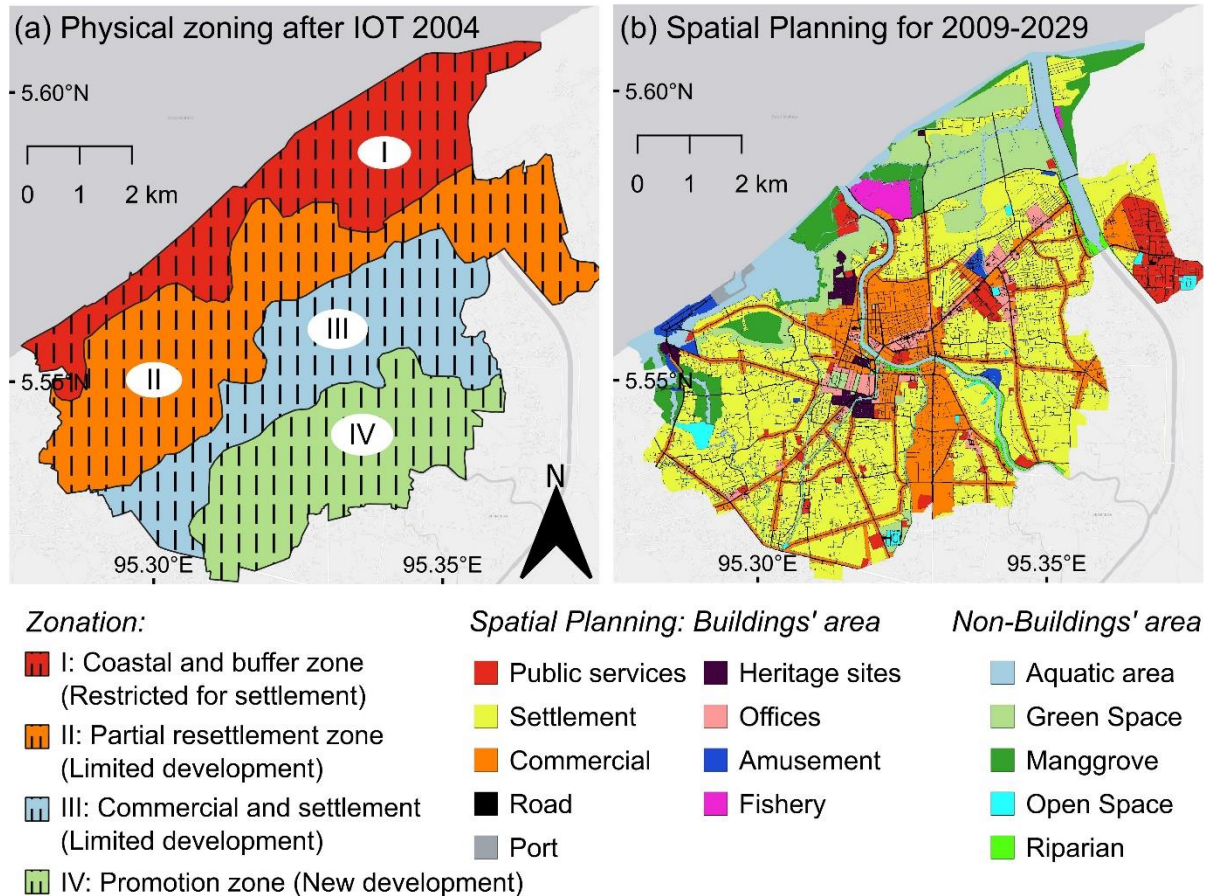 (a) Physical zoning after IOT 2004
5.60°N
0 1 2 km
I
II
III
IV
5.55°N
N
95.30°E
95.35°E
(b) Spatial Planning for 2009-2029
5.60°N
0 1 2 km
5.55°N
95.30°E
95.35°E
Zonation:
I: Coastal and buffer zone
(Restricted for settlement)
II: Partial resettlement zone
(Limited development)
III: Commercial and settlement
(Limited development)
IV: Promotion zone (New development)
Spatial Planning: Buildings' area
Public services
Settlement
Commercial
Road
Port
Heritage sites
Offices
Amusement
Fishery
Non-Buildings' area
Aquatic area
Green Space
Manggrove
Open Space
Riparian